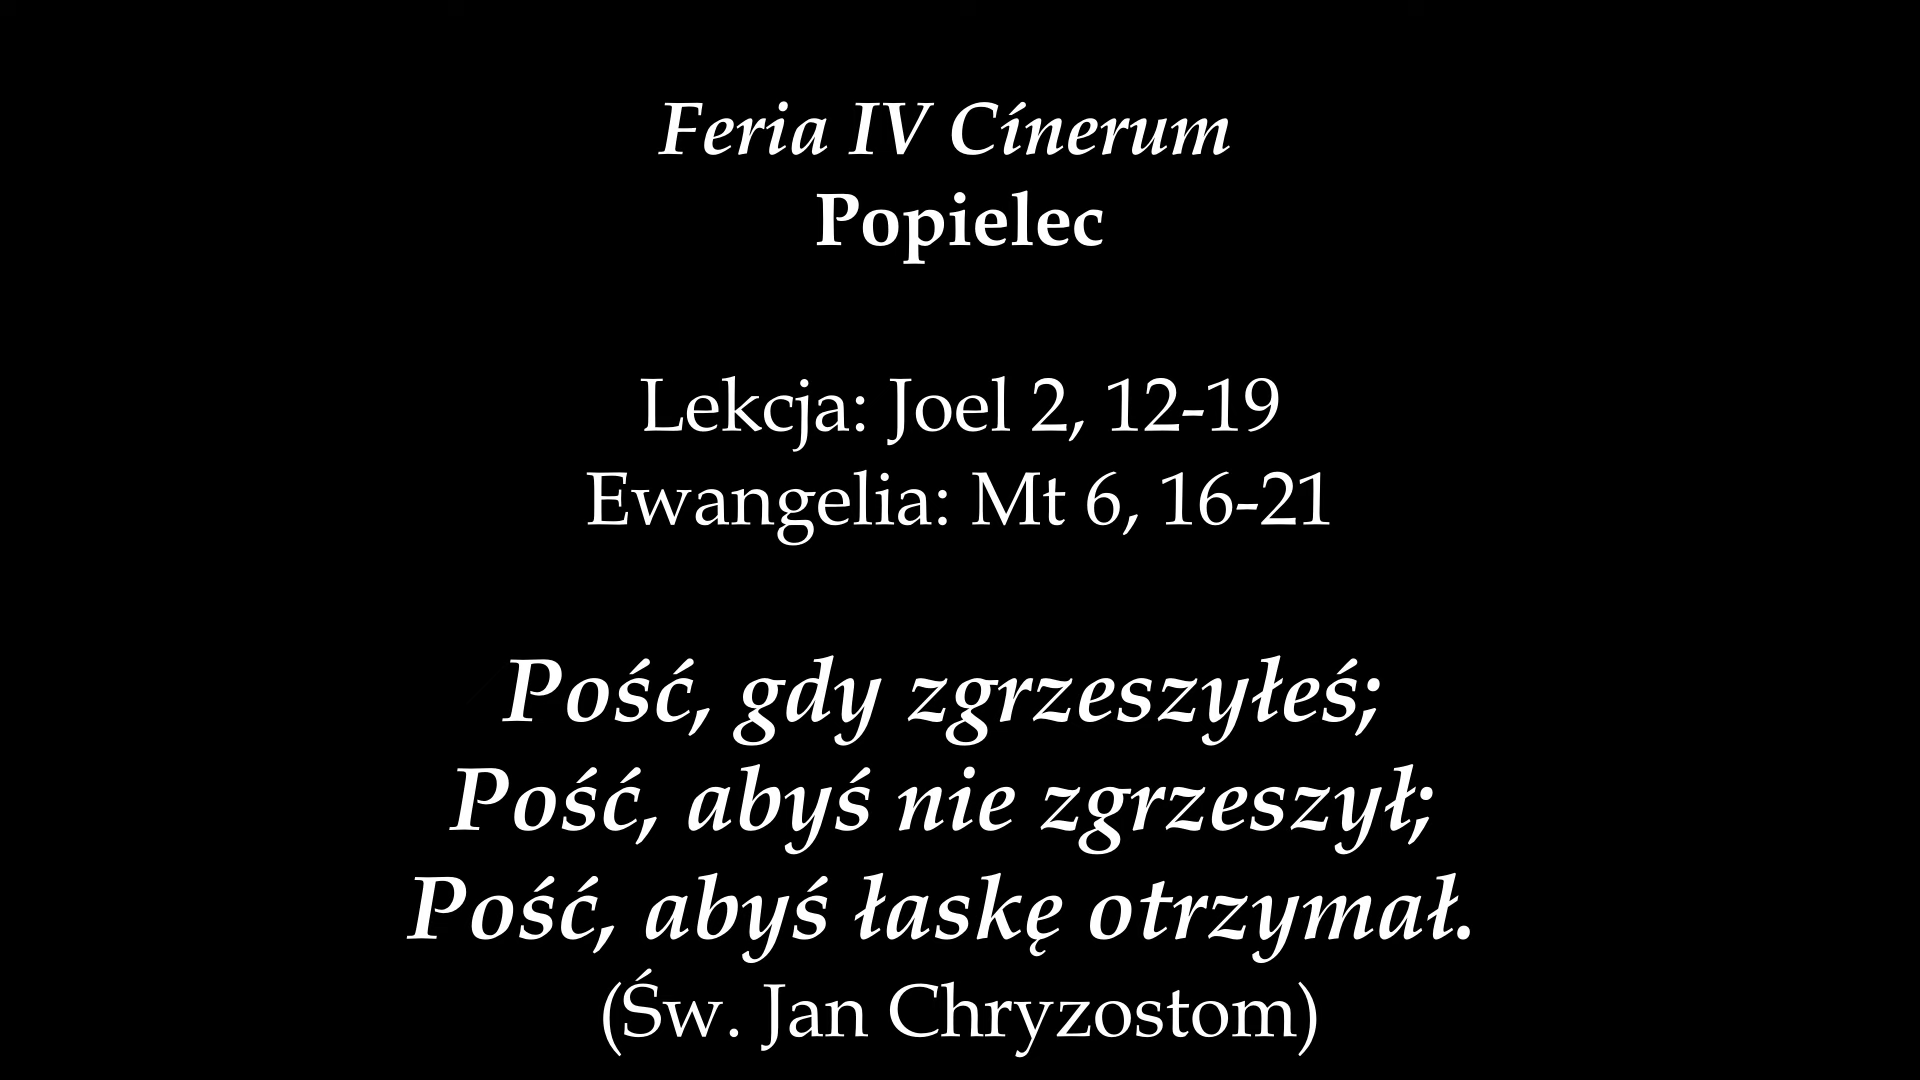 Feria IV Cínerum
Popielec
Lekcja: Joel 2, 12-19
Ewangelia: Mt 6, 16-21
Pość, gdy zgrzeszyłeś;
Pość, abyś nie zgrzeszył;
Pość, abyś łaskę otrzymał.
(Św. Jan Chryzostom)